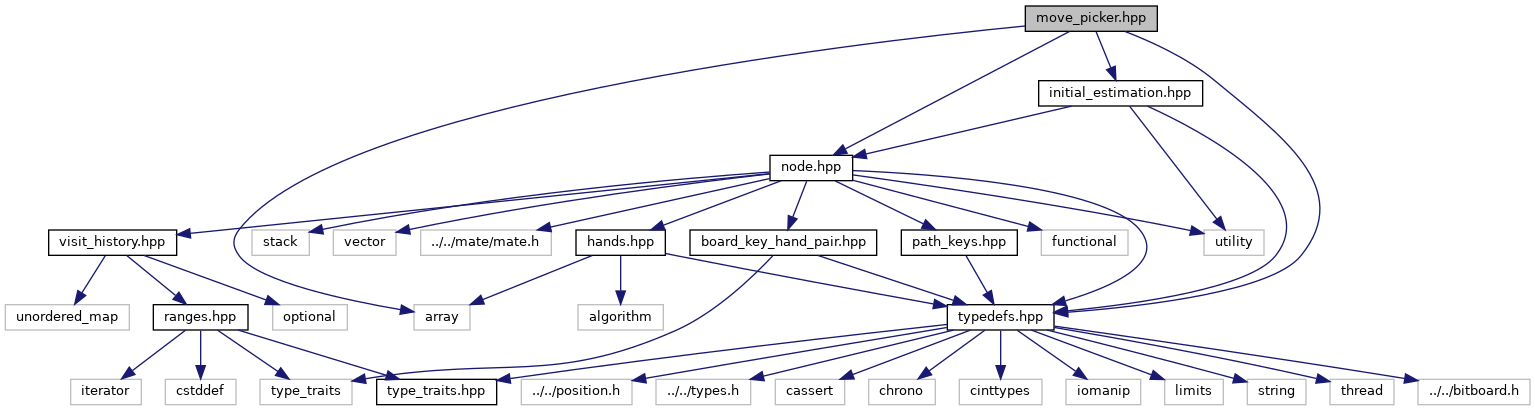 move_picker.hpp
initial_estimation.hpp
node.hpp
visit_history.hpp
stack
vector
../../mate/mate.h
hands.hpp
board_key_hand_pair.hpp
path_keys.hpp
functional
utility
unordered_map
ranges.hpp
optional
array
algorithm
typedefs.hpp
iterator
cstddef
type_traits
type_traits.hpp
../../position.h
../../types.h
cassert
chrono
cinttypes
iomanip
limits
string
thread
../../bitboard.h